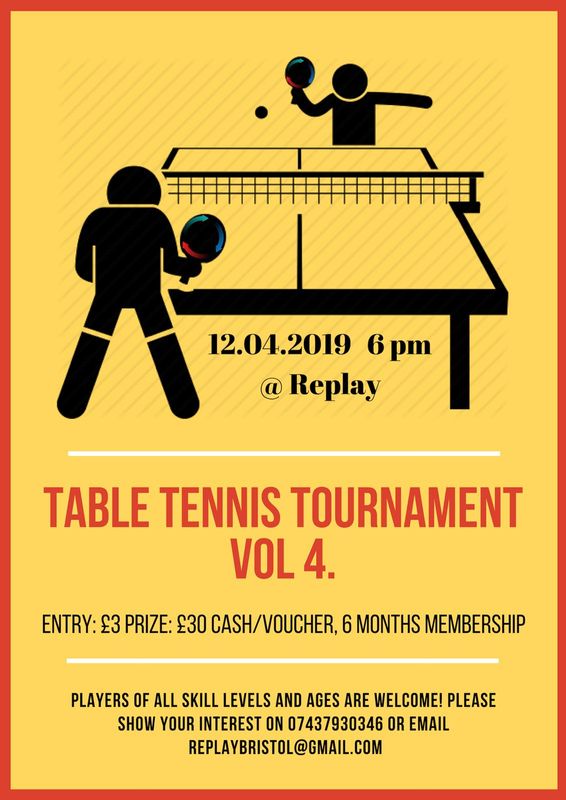 12.04.2019 6 pm
@ Replay
TABLE TENNIS TOURNAMENT
VOL 4.
ENTRY: £3 PRIZE: £30 CASH/VOUCHER, 6 MONTHS MEMBERSHIP
PLAYERS OF ALL SKILL LEVELS AND AGES ARE WELCOME! PLEASE
SHOW YOUR INTEREST ON 07437930346 OR EMAIL
REPLAYBRISTOL@GMAIL.COM